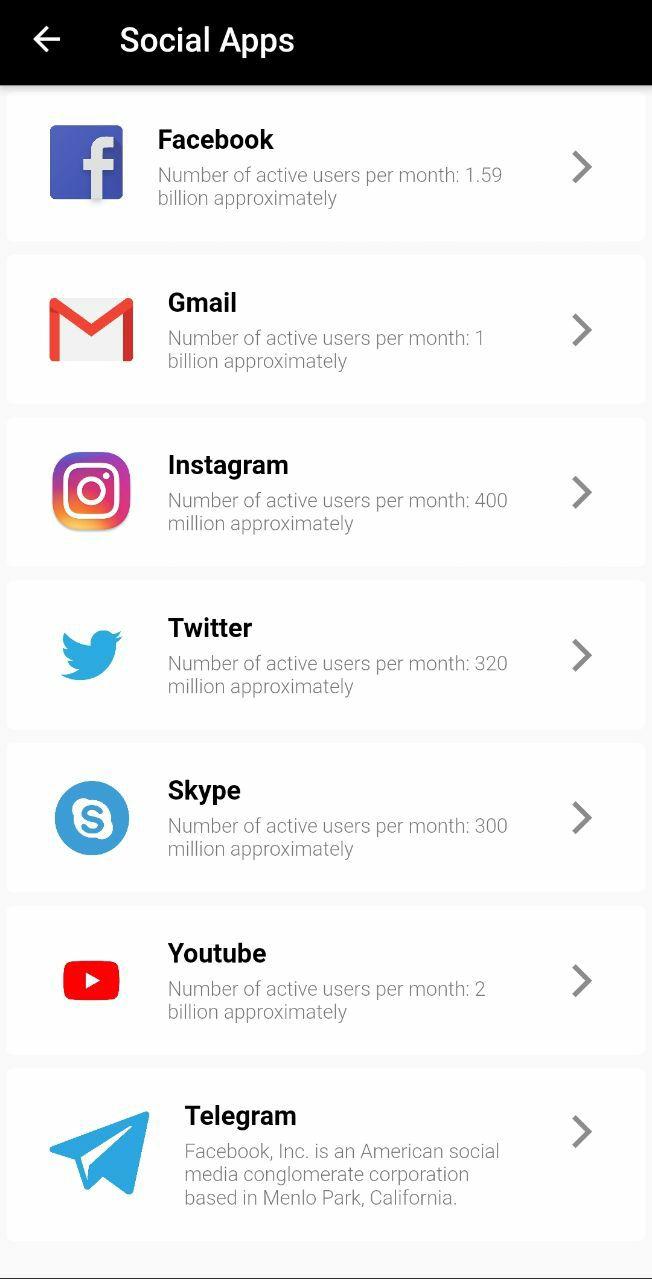 Social Apps
Facebook
Number of active users per month: 1.59
billion approximately
Gmail
Number of active users per month: 1
billion approximately
Instagram
Number of active users per month: 400
million approximately
Twitter
Number of active users per month: 320
million approximately
Skype
Number of active users per month: 300
million approximately
Youtube
Number of active users per month: 2
billion approximately
Telegram
Facebook, Inc. is an American social
media conglomerate corporation
based in Menlo Park, California.